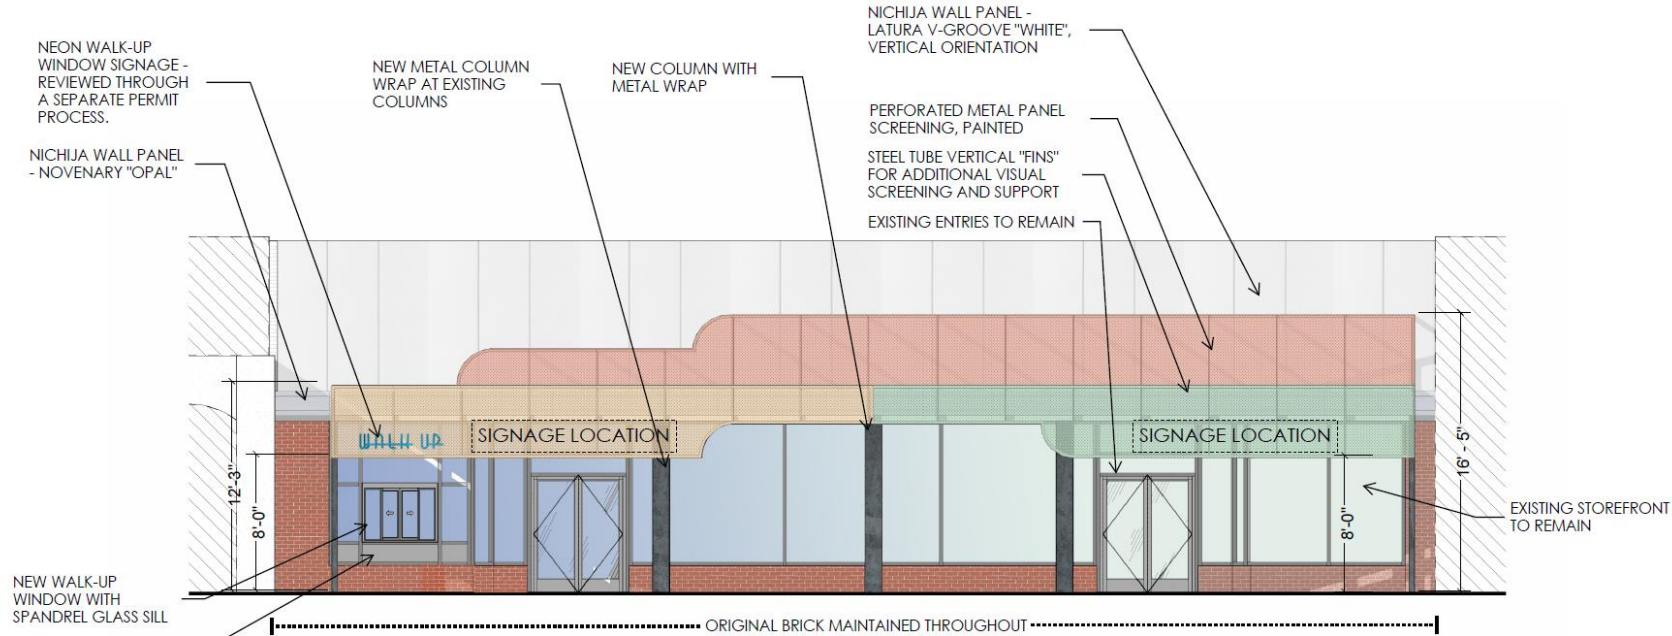 NICHIJA WALL PANEL -
LATURA V-GROOVE "WHITE",
VERTICAL ORIENTATION
NEON WALK-UP
WINDOW SIGNAGE -
REVIEWED THROUGH
A SEPARATE PERMIT
PROCESS.
NEW METAL COLUMN
WRAP AT EXISTING
COLUMNS
NEW COLUMN WITH
METAL WRAP
PERFORATED METAL PANEL
SCREENING, PAINTED
NICHIJA WALL PANEL
- NOVENARY "OPAL"
STEEL TUBE VERTICAL "FINS"
FOR ADDITIONAL VISUAL
SCREENING AND SUPPORT
EXISTING ENTRIES TO REMAIN
WALK UP
SIGNAGE LOCATION
SIGNAGE LOCATION
12'-3"
8'-0"
8'-0"
16' - 5"
EXISTING STOREFRONT
TO REMAIN
NEW WALK-UP
WINDOW WITH
SPANDREL GLASS SILL
ORIGINAL BRICK MAINTAINED THROUGHOUT